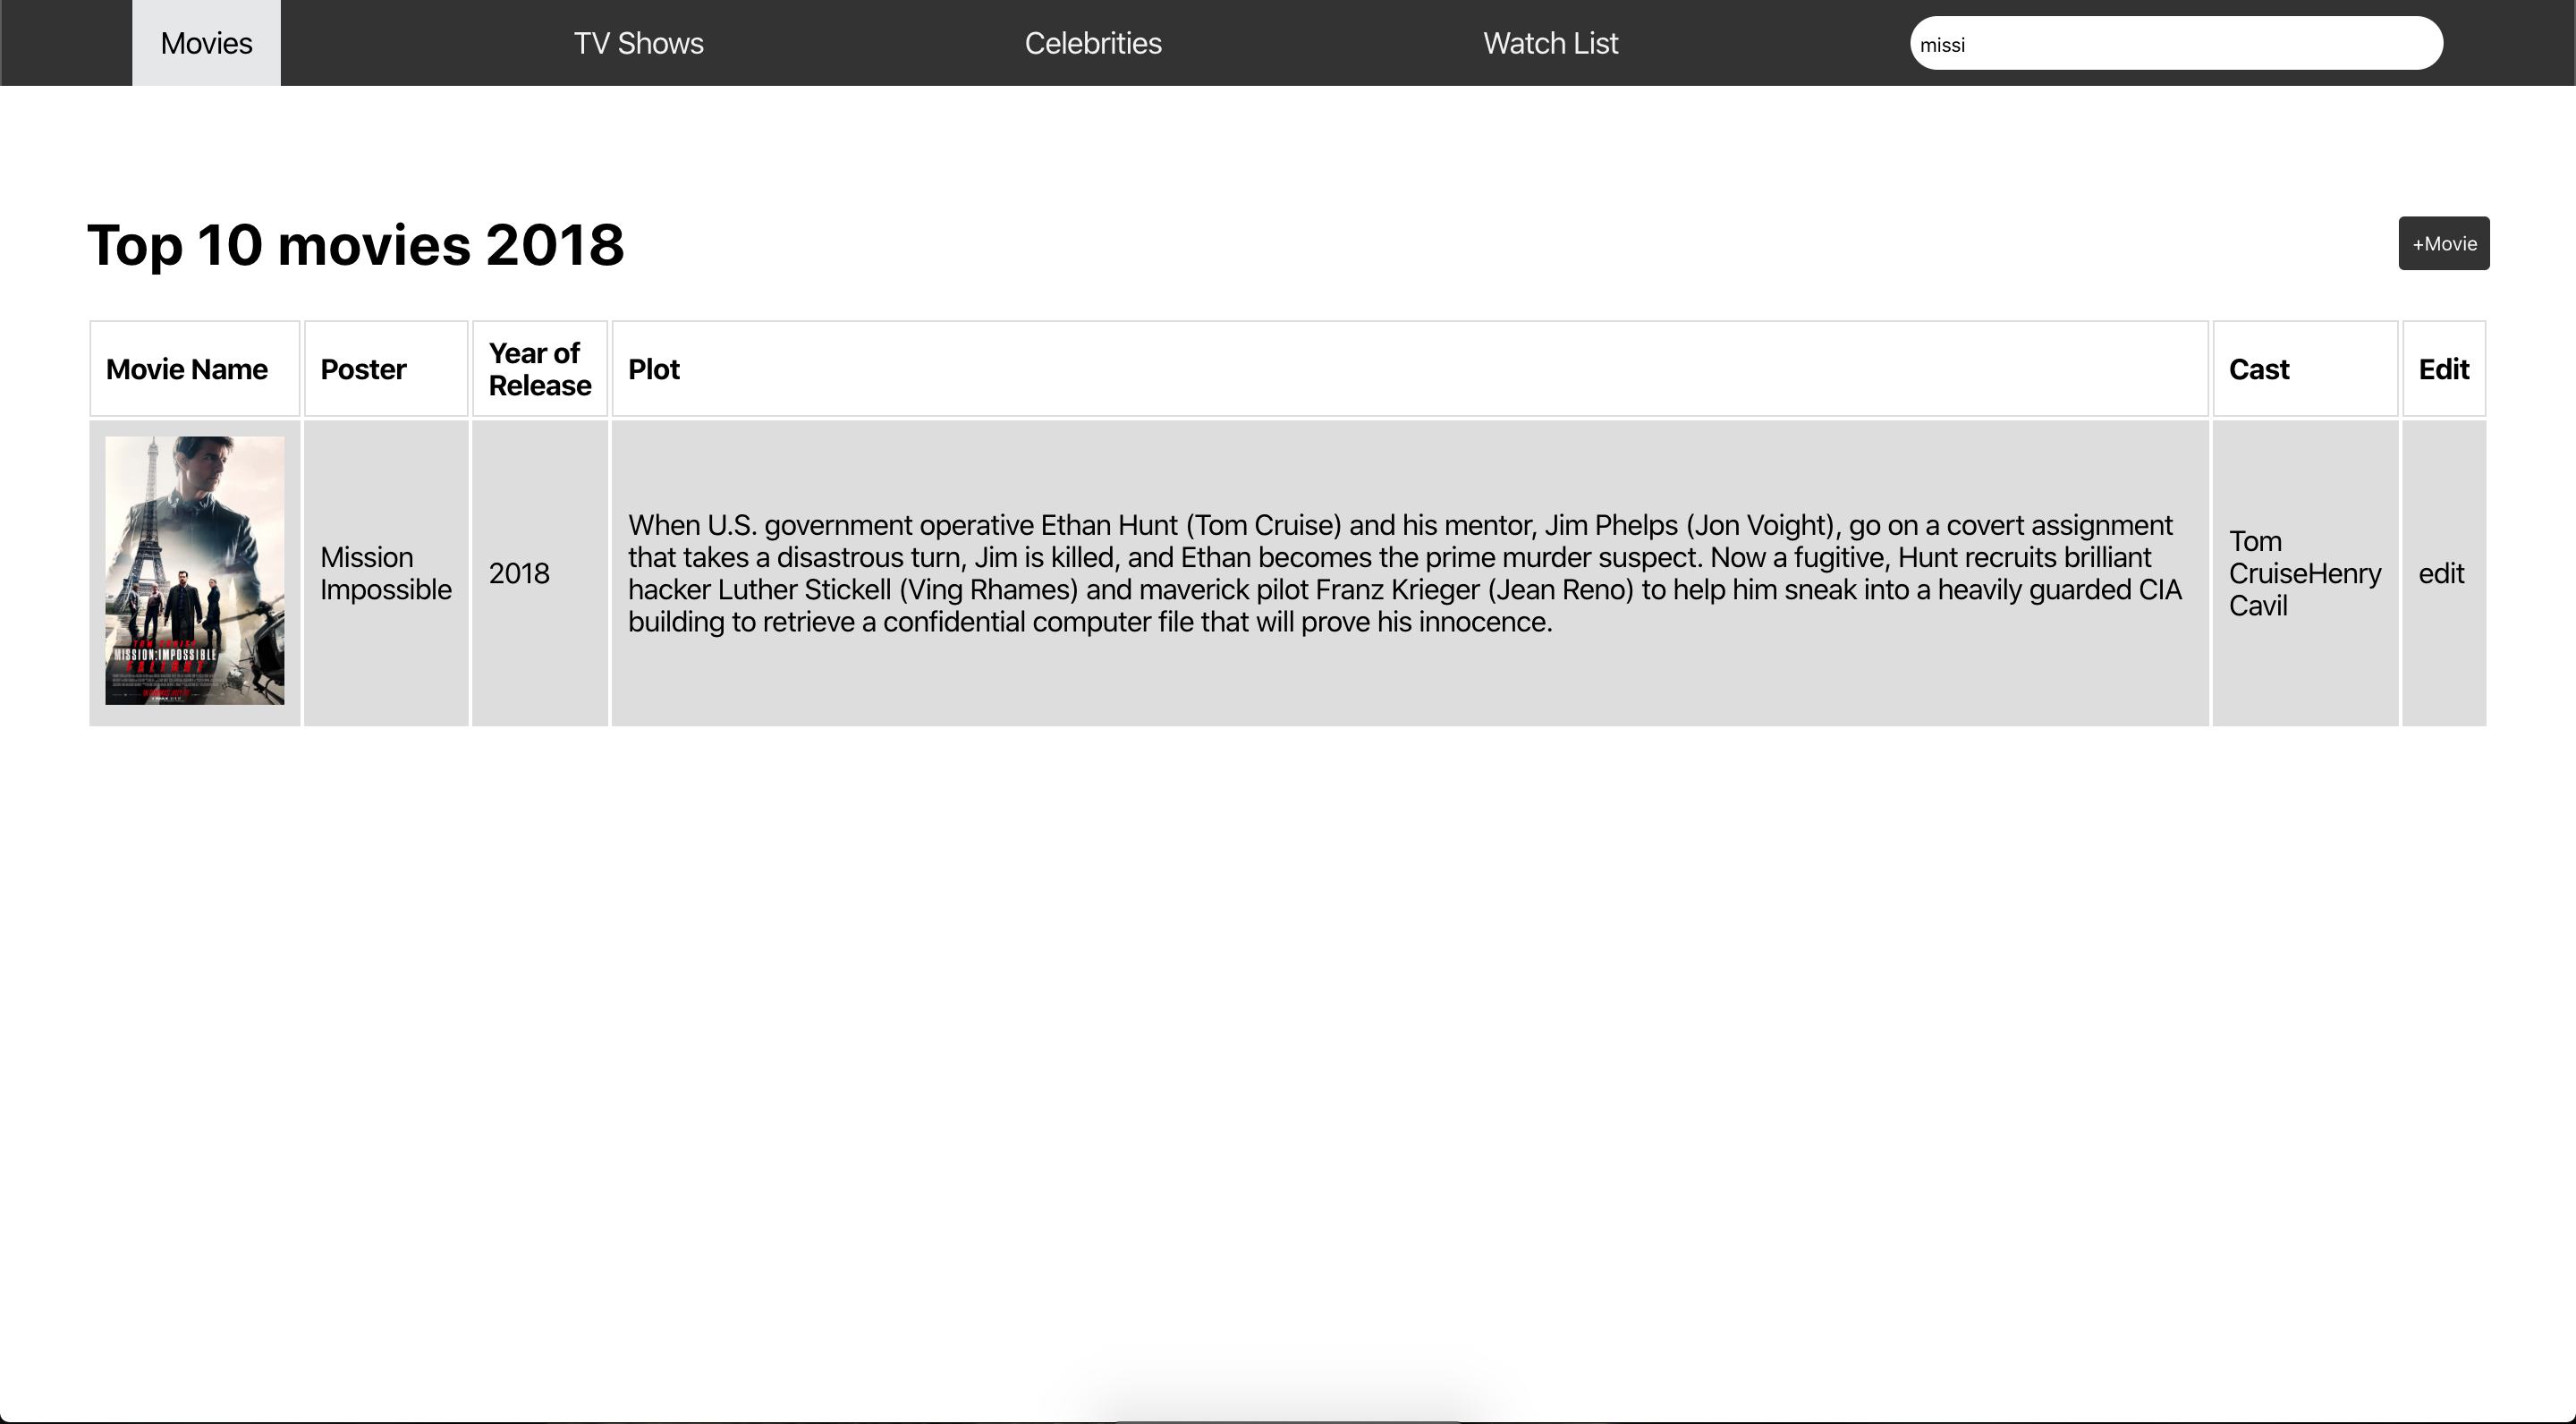 Movies
TV Shows
Celebrities
Watch List
missi
Top 10 movies 2018
+Movie
Movie Name
Poster
Year of
Release
Plot
Cast
Edit
TOM CRUISE
MISSION:IMPOSSIBLE
FALLOUT
Mission
Impossible
2018
When U.S. government operative Ethan Hunt (Tom Cruise) and his mentor, Jim Phelps (Jon Voight), go on a covert assignment
that takes a disastrous turn, Jim is killed, and Ethan becomes the prime murder suspect. Now a fugitive, Hunt recruits brilliant
hacker Luther Stickell (Ving Rhames) and maverick pilot Franz Krieger (Jean Reno) to help him sneak into a heavily guarded CIA
building to retrieve a confidential computer file that will prove his innocence.
Tom
CruiseHenry
Cavil
edit